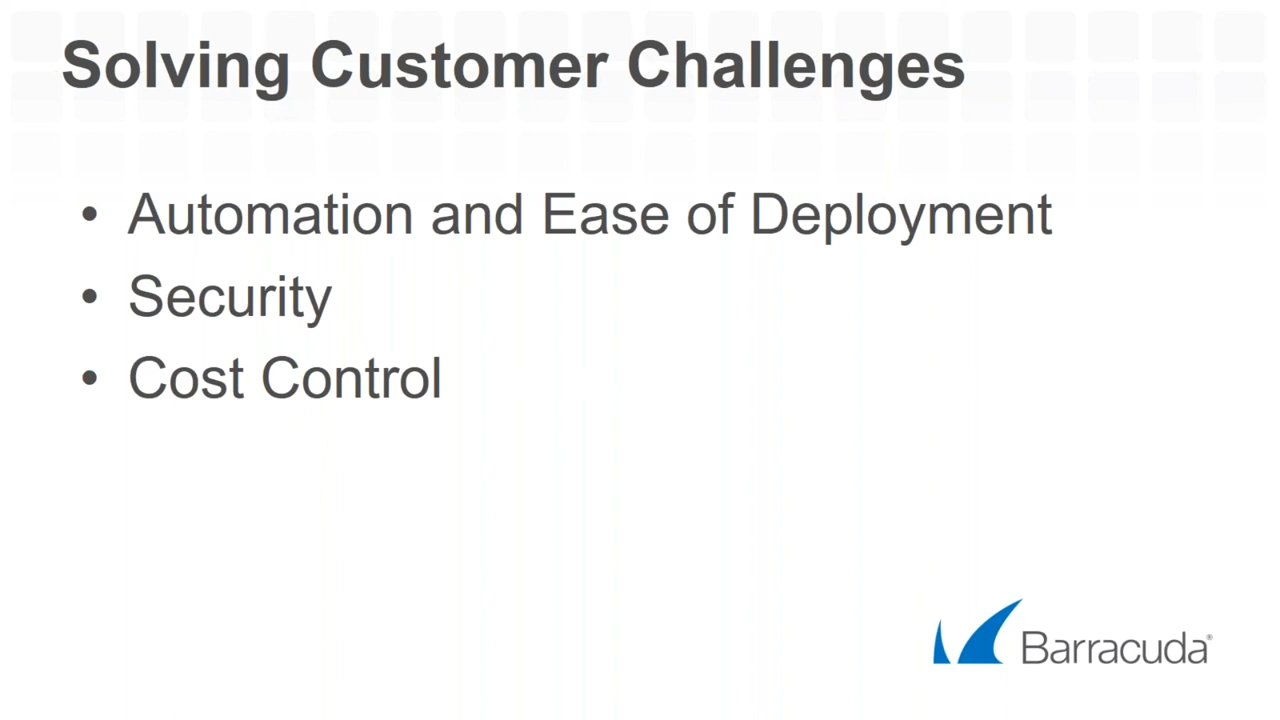 Solving Customer Challenges
• Automation and Ease of Deployment
• Security
• Cost Control
Barracuda®